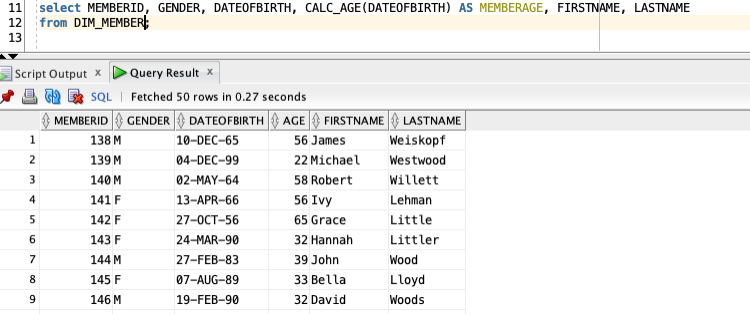 11 select MEMBERID, GENDER, DATEOFBIRTH, CALC_AGE(DATEOFBIRTH) AS MEMBERAGE, FIRSTNAME, LASTNAME
12 from DIM_MEMBER;
13
Script Output x Query Result x
SQL | Fetched 50 rows in 0.27 seconds
MEMBERID GENDER DATEOFBIRTH AGE FIRSTNAME LASTNAME
1 138 M 10-DEC-65 56 James Weiskopf
2 139 M 04-DEC-99 22 Michael Westwood
3 140 M 02-MAY-64 58 Robert Willett
4 141 F 13-APR-66 56 Ivy Lehman
5 142 F 27-OCT-56 65 Grace Little
6 143 F 24-MAR-90 32 Hannah Littler
7 144 M 27-FEB-83 39 John Wood
8 145 F 07-AUG-89 33 Bella Lloyd
9 146 M 19-FEB-90 32 David Woods